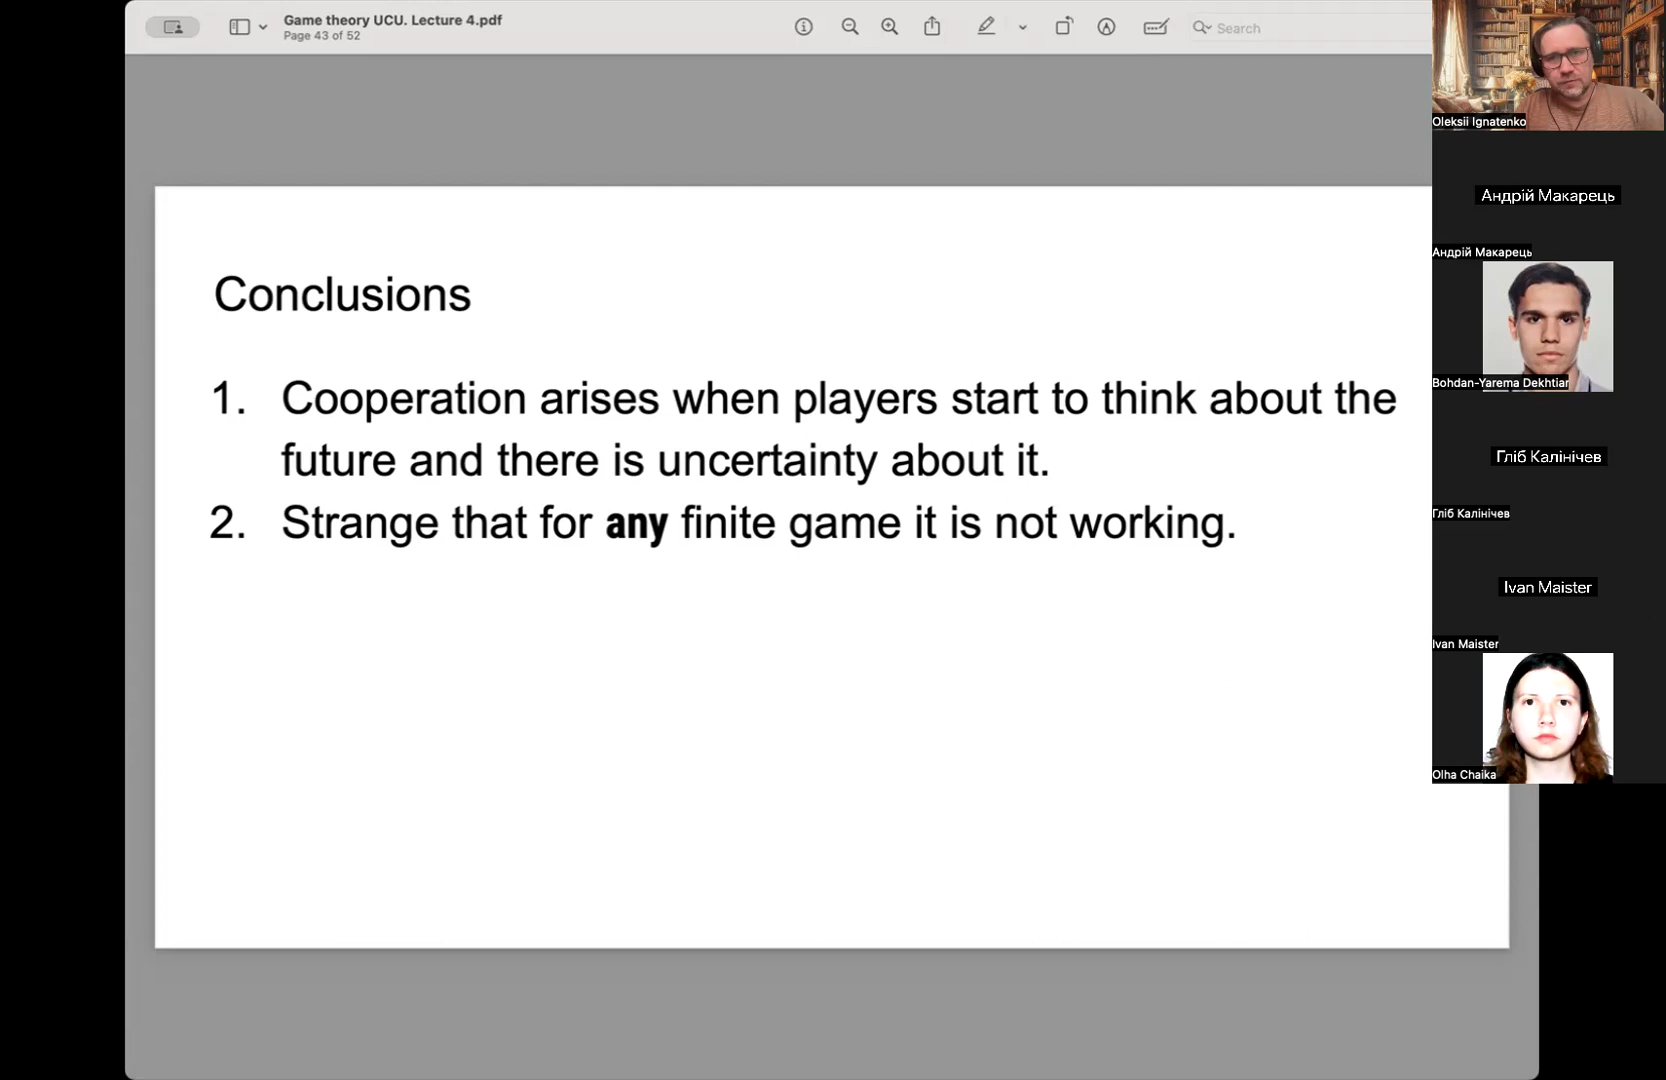 Game theory UCU. Lecture 4.pdf
Page 43 of 52
Search
Conclusions
1. Cooperation arises when players start to think about the
future and there is uncertainty about it.
2. Strange that for any finite game it is not working.
Oleksii Ignatenko
Андрій Макарець
Андрій Макарець
Bohdan-Yarema Dekhtiar
Гліб Калінічев
Гліб Калінічев
Ivan Maister
Ivan Maister
Olha Chaika